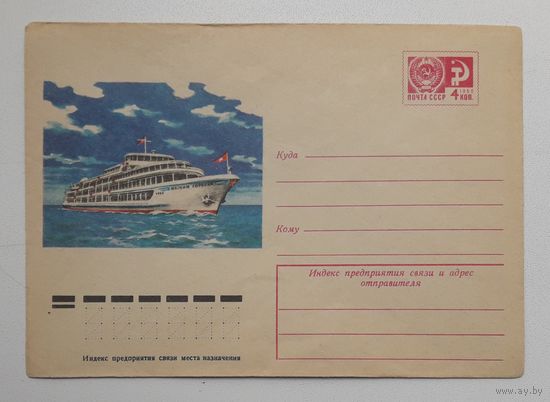 1966
ПОЧТА СССР 4 КОП.
Куда
Кому
Индекс предприятия связи и адрес
отправителя
Индекс предприятия связи места назначения
www.ay.by